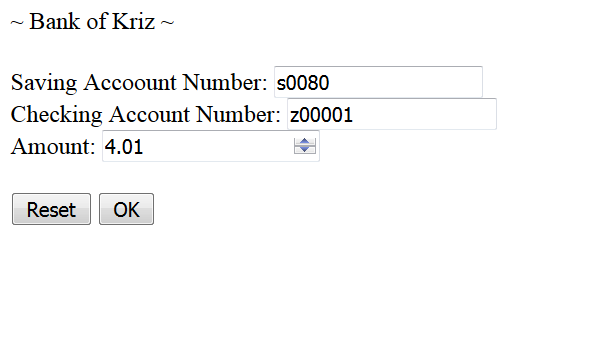 ~ Bank of Kriz ~
Saving Accoount Number: s0080
Checking Account Number: z00001
Amount: 4.01
Reset OK